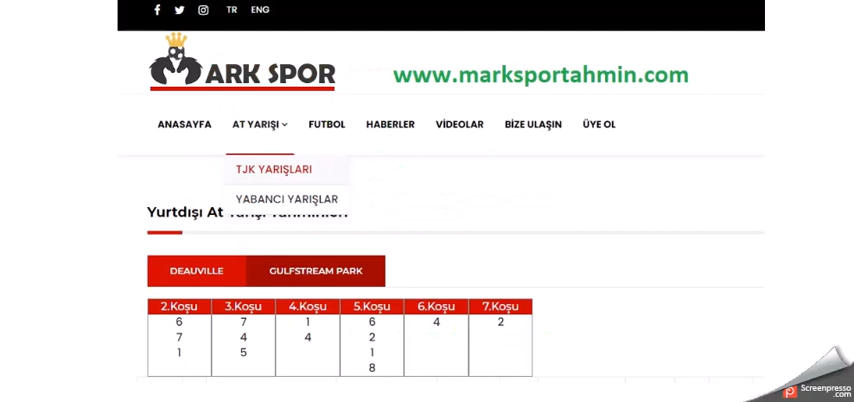 TR ENG
ARK SPOR
www.marksportahmin.com
ANASAYFA AT YARIŞI FUTBOL HABERLER VİDEOLAR BİZE ULAŞIN ÜYE OL
TJK YARIŞLARI
YABANCI YARIŞLAR
Yurtdışı At Yarışı Tahminleri
DEAUVILLE GULFSTREAM PARK
2.Koşu 3.Koşu 4.Koşu 5.Koşu 6.Koşu 7.Koşu
6 7 1 6 4 2
7 4 4 2
1 5 1
8
Screenpresso
.com